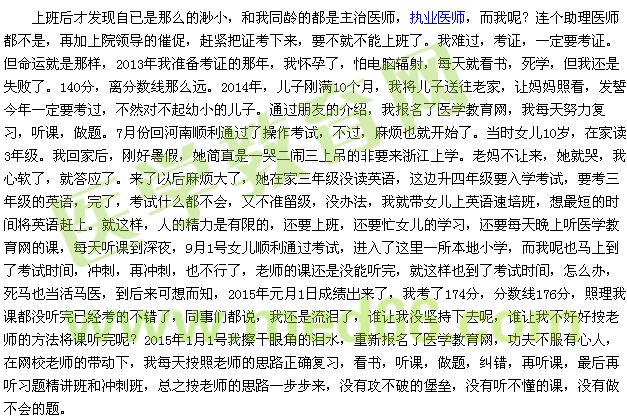 上班后才发现自已是那么的渺小，和我同龄的都是主治医师，执业医师，而我呢？连个助理医师
都不是，再加上院领导的催促，赶紧把证考下来，要不就不能上班了。我难过，考证，一定要考证。
但命运就是那样，2013年我准备考证的那年，我怀孕了，怕电脑辐射，每天就看书，死学，但我还是
失败了。140分，离分数线那么远。2014年，儿子刚满10个月，我将儿子送往老家，让妈妈照看，发誓
今年一定要考过，不然对不起幼小的儿子。通过朋友的介绍，我报名了医学教育网，我每天努力复
习，听课，做题。7月份回河南顺利通过了操作考试，不过，麻烦也就开始了。当时女儿10岁，在家读
3年级。我回家后，刚好暑假，她简直是一哭二闹三上吊的非要来浙江上学。老妈不让来，她就哭，我
心软了，就答应了。来了以后麻烦大了，她在家三年级没读英语，这边升四年级要入学考试，要考三
年级的英语，完了，考试什么都不会，又不准留级，没办法，我就带女儿上英语速培班，想最短的时
间将英语赶上。就这样，人的精力是有限的，还要上班，还要忙女儿的学习，还要每天晚上听医学教
育网的课，每天听课到深夜，9月1号女儿顺利通过考试，进入了这里一所本地小学，而我呢也马上到
了考试时间，冲刺，再冲刺，也不行了，老师的课还是没能听完，就这样也到了考试时间，怎么办，
死马也当活马医，到后来可想而知，2015年元月1日成绩出来了，我考了174分，分数线176分，照理我
课都没听完已经考的不错了，同事们都说，我还是流泪了，谁让我没坚持下去呢，谁让我不好好按老
师的方法将课听完呢？2015年1月1号我擦干眼角的泪水，重新报名了医学教育网，功夫不服有心人，
在网校老师的带动下，我每天按照老师的思路正确复习，看书，听课，做题，纠错，再听课，最后再
听习题精讲班和冲刺班，总之按老师的思路一步步来，没有攻不破的堡垒，没有听不懂的课，没有做
不会的题。
医学教育网
www.med66.com